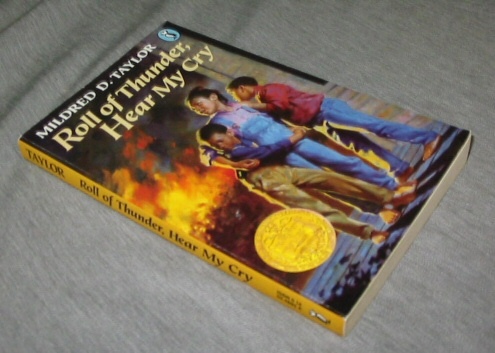 MILDRED D. TAYLOR
Roll of Thunder,
Hear My Cry
TAYLOR Roll of Thunder, Hear My Cry